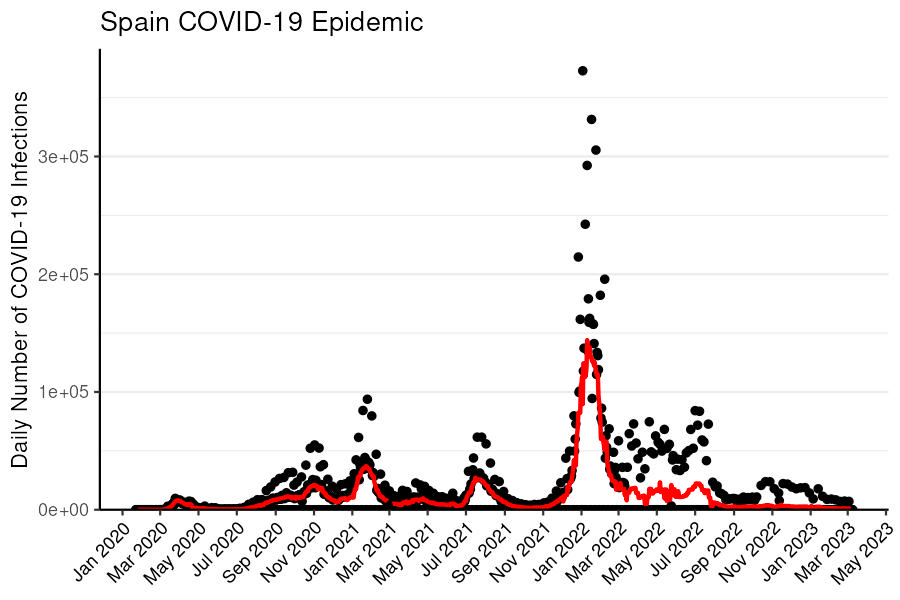 Spain COVID-19 Epidemic
Daily Number of COVID-19 Infections
3e+05
2e+05
1e+05
0e+00
Jan 2020
Mar 2020
May 2020
Jul 2020
Sep 2020
Nov 2020
Jan 2021
Mar 2021
May 2021
Jul 2021
Sep 2021
Nov 2021
Jan 2022
Mar 2022
May 2022
Jul 2022
Sep 2022
Nov 2022
Jan 2023
Mar 2023
May 2023